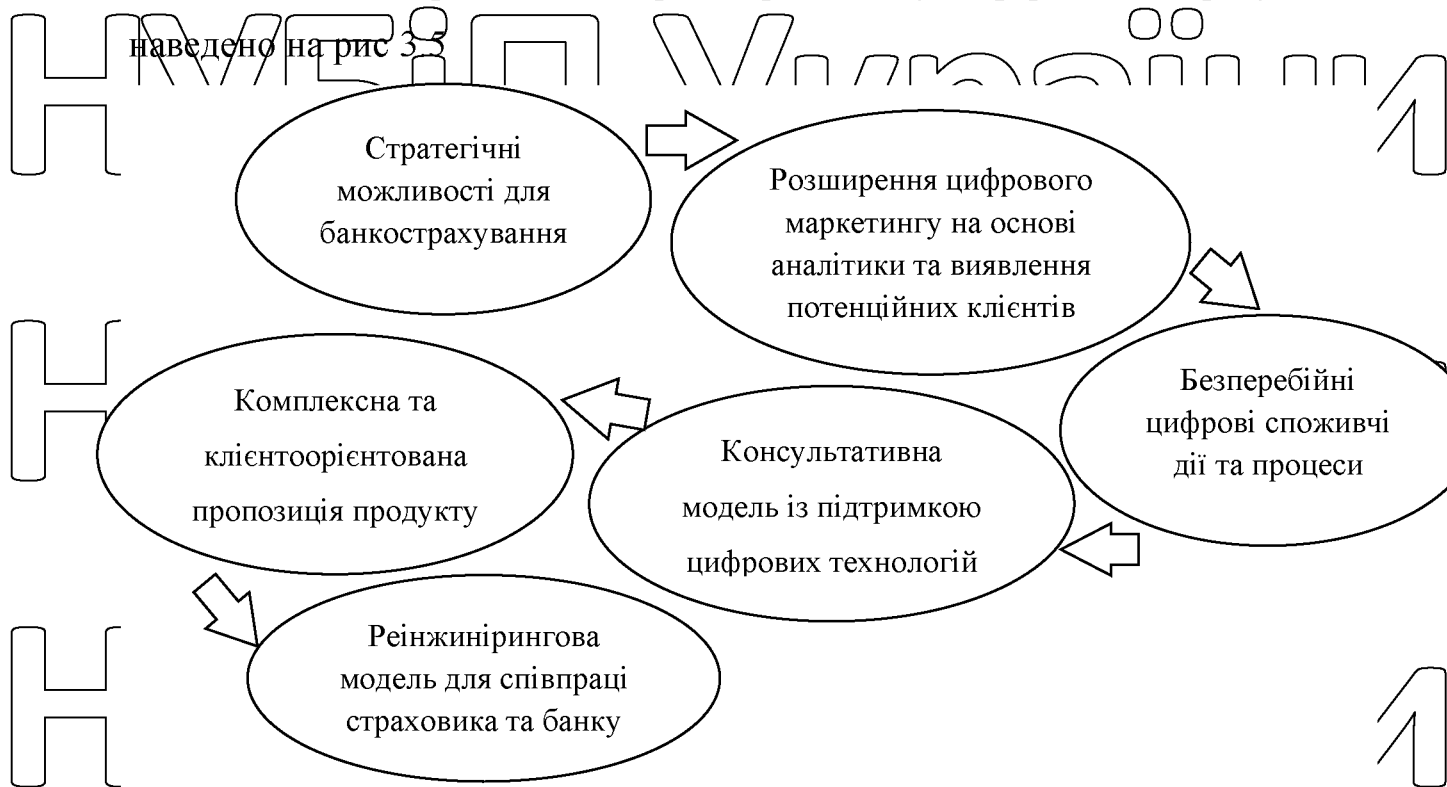 НУБіП України
наведено на рис 3.5
Стратегічні
можливості для
банкострахування
Розширення цифрового
маркетингу на основі
аналітики та виявлення
потенційних клієнтів
Безперебійні
цифрові споживчі
дії та процеси
Консультативна
модель із підтримкою
цифрових технологій
Комплексна та
клієнтоорієнтована
пропозиція продукту
Реінжинірингова
модель для співпраці
страховика та банку